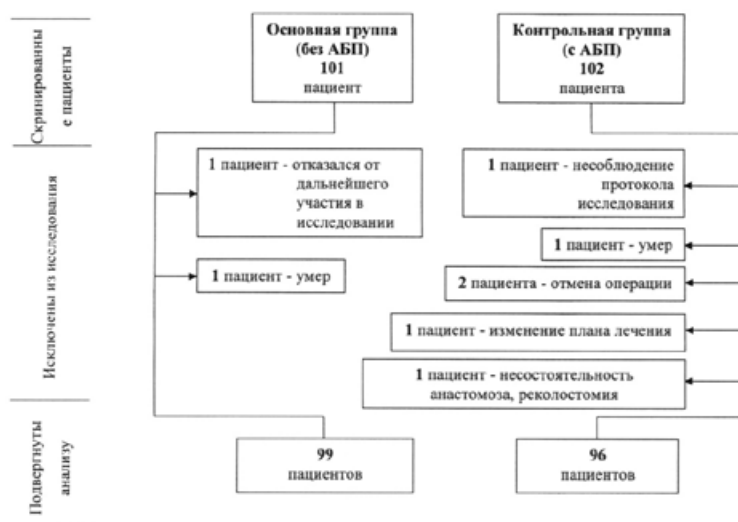 Скринированны
е пациенты
Основная группа
(без АБП)
101
пациент
Контрольная группа
(с АБП)
102
пациента
Исключены из исследования
1 пациент - отказался от
дальнейшего
участия в
исследовании
1 пациент - умер
1 пациент - несоблюдение
протокола
исследования
1 пациент - умер
2 пациента - отмена операции
1 пациент - изменение плана лечения
1 пациент - несостоятельность
анастомоза, реколостомия
Подвергнуты
анализу
99
пациентов
96
пациентов